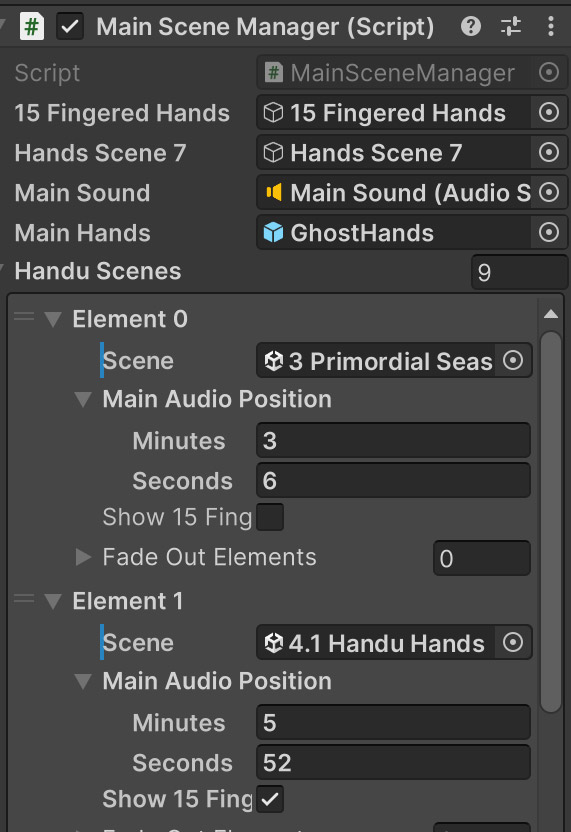 # Main Scene Manager (Script)
Script # MainSceneManager
15 Fingered Hands 15 Fingered Hands
Hands Scene 7 Hands Scene 7
Main Sound Main Sound (Audio S
Main Hands GhostHands
Handu Scenes 9
Element 0
Scene 3 Primordial Seas
Main Audio Position
Minutes 3
Seconds 6
Show 15 Fing
Fade Out Elements 0
Element 1
Scene 4.1 Handu Hands
Main Audio Position
Minutes 5
Seconds 52
Show 15 Fing